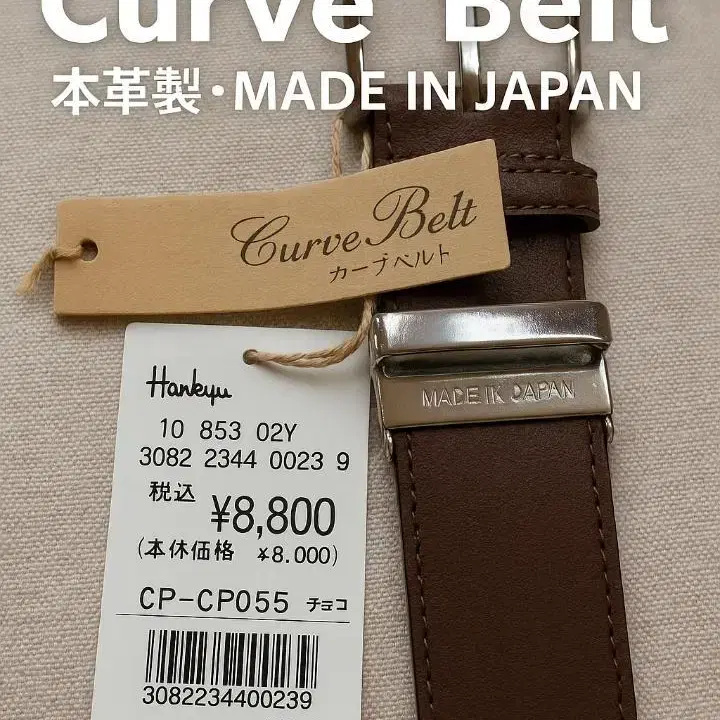 Curve Belt
本革製・MADE IN JAPAN
Curve Belt
カーブベルト
MADE IN JAPAN
Hankyu
10 853 02Y
3082 2344 0023 9
税込 ¥8,800
(本休価格 ¥8.000)
CP-CP055 チョコ
3082234400239